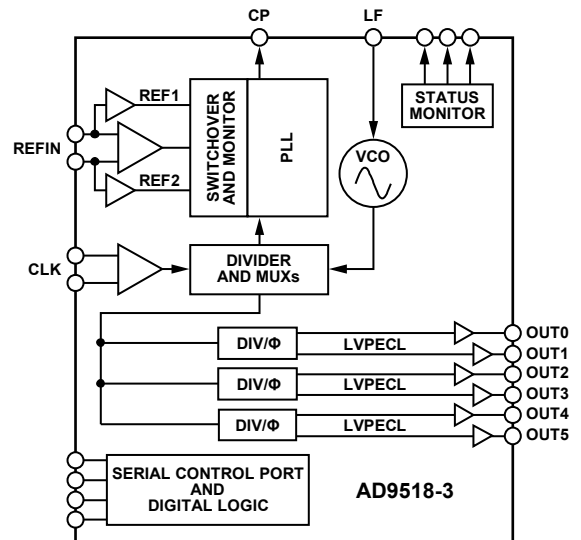 CP
LF
REF1
REF2
REFIN
SWITCHOVER
AND MONITOR
PLL
STATUS
MONITOR
VCO
CLK
DIVIDER
AND MUXs
DIV/Φ
LVPECL
OUT0
OUT1
DIV/Φ
LVPECL
OUT2
OUT3
DIV/Φ
LVPECL
OUT4
OUT5
SERIAL CONTROL PORT
AND
DIGITAL LOGIC
AD9518-3